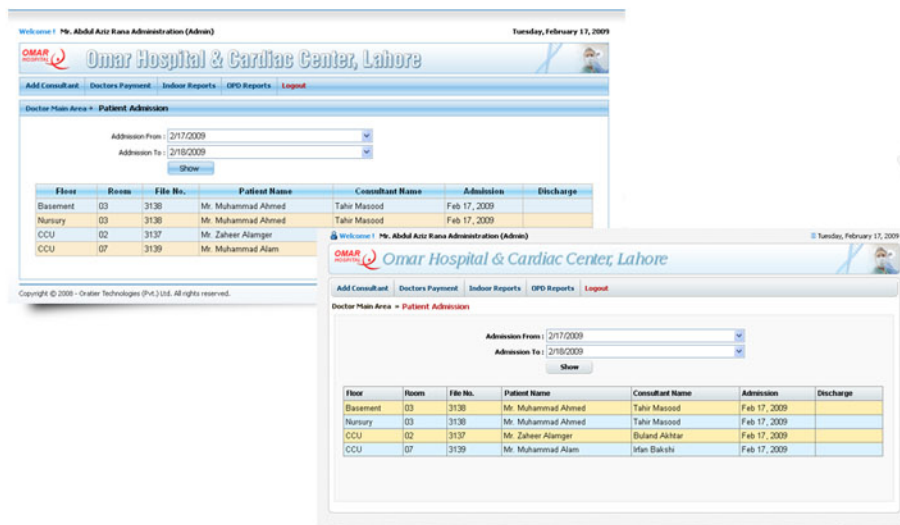 Welcome ! Mr. Abdul Aziz Rana Administration (Admin) Tuesday, February 17, 2009
OMAR HOSPITAL Omar Hospital & Cardiac Center, Lahore
Add Consultant Doctors Payment Indoor Reports OPD Reports Logout
Doctor Main Area Patient Admission
Addmission From : 2/17/2009
Addmission To : 2/18/2009
Show
Floor Room File No. Patient Name Consultant Name Admission Discharge
Basement 03 3138 Mr. Muhammad Ahmed Tahir Masood Feb 17, 2009
Nursury 03 3138 Mr. Muhammad Ahmed Tahir Masood Feb 17, 2009
CCU 02 3137 Mr. Zaheer Alamger
CCU 07 3139 Mr. Muhammad Alam
Copyright © 2008 - Oratier Technologies (Pvt.) Ltd. All rights reserved.
Welcome ! Mr. Abdul Aziz Rana Administration (Admin) Tuesday, February 17, 2009
OMAR HOSPITAL Omar Hospital & Cardiac Center, Lahore
Add Consultant Doctors Payment Indoor Reports OPD Reports Logout
Doctor Main Area Patient Admission
Admission From : 2/17/2009
Admission To : 2/18/2009
Show
Floor Room File No. Patient Name Consultant Name Admission Discharge
Basement 03 3138 Mr. Muhammad Ahmed Tahir Masood Feb 17, 2009
Nursury 03 3138 Mr. Muhammad Ahmed Tahir Masood Feb 17, 2009
CCU 02 3137 Mr. Zaheer Alamger Buland Akhtar Feb 17, 2009
CCU 07 3139 Mr. Muhammad Alam Irfan Bakshi Feb 17, 2009